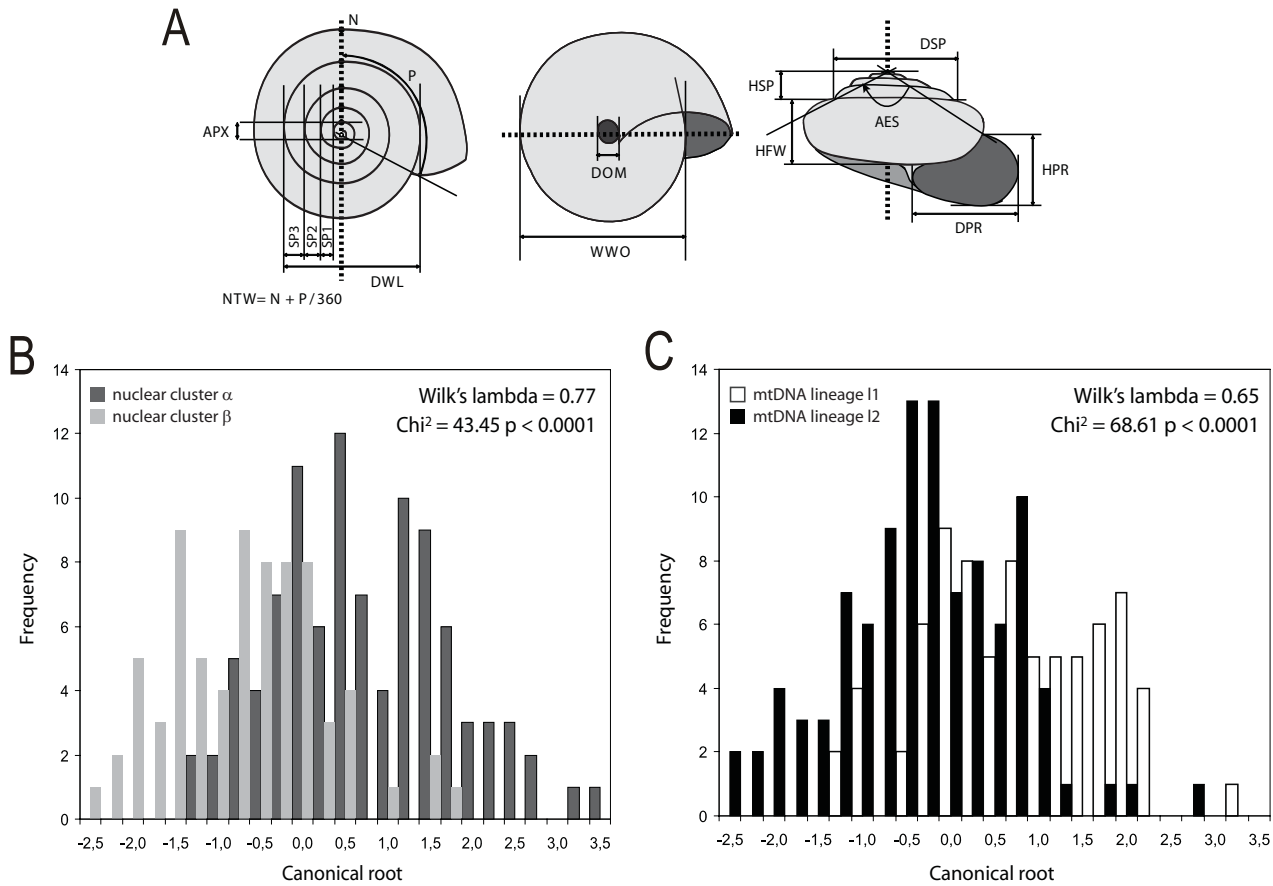 A
N
P
APX
SP3
SP2
SP1
DWL
NTW= N + P/360
DOM
WWO
DSP
HSP
AES
HFW
HPR
DPR
B
14
12
10
8
6
4
2
0
Frequency
nuclear cluster α
nuclear cluster β
Wilk's lambda = 0.77
Chi² = 43.45 p < 0.0001
-2,5 -2,0 -1,0 -0,5 0,0 0,5 1,0 1,5 2,0 2,5 3,0 3,5
Canonical root
C
14
12
10
8
6
4
2
0
Frequency
mtDNA lineage l1
mtDNA lineage l2
Wilk's lambda = 0.65
Chi² = 68.61 p < 0.0001
-2,5 -2,0 -1,0 -0,5 0,0 0,5 1,0 1,5 2,0 2,5 3,0 3,5
Canonical root